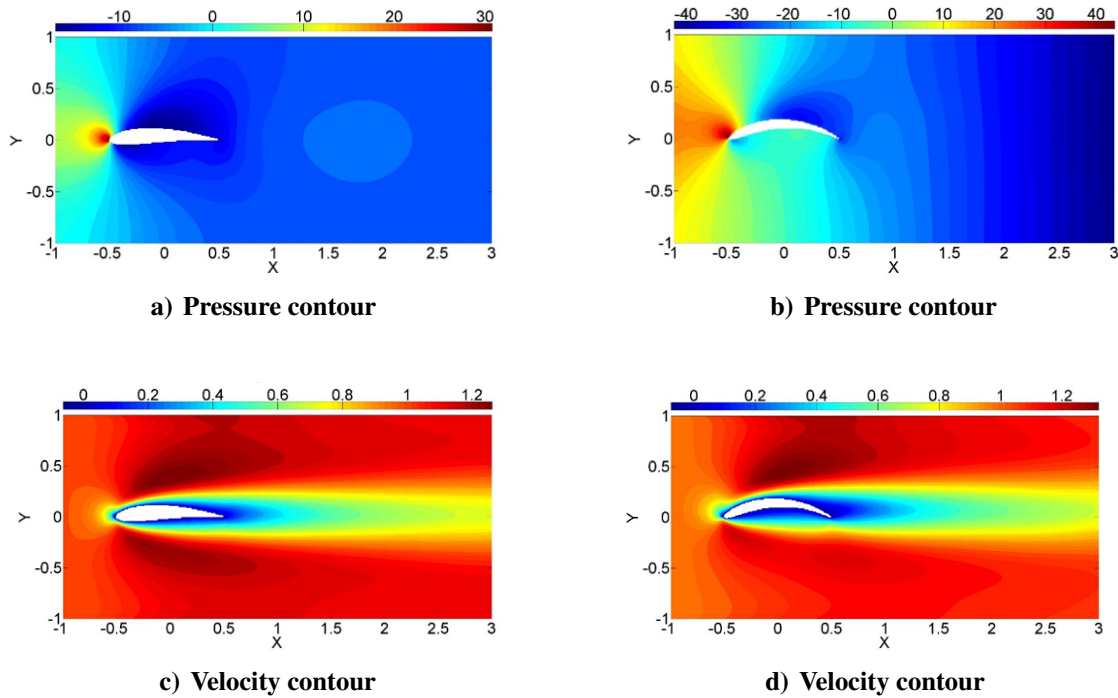 -10 0 10 20 30
1
0.5
Y 0
-0.5
-1
-1 -0.5 0 0.5 1 1.5 2 2.5 3
X
a) Pressure contour
-40 -30 -20 -10 0 10 20 30 40
1
0.5
Y 0
-0.5
-1
-1 -0.5 0 0.5 1 1.5 2 2.5 3
X
b) Pressure contour
0 0.2 0.4 0.6 0.8 1 1.2
1
0.5
Y 0
-0.5
-1
-1 -0.5 0 0.5 1 1.5 2 2.5 3
X
c) Velocity contour
0 0.2 0.4 0.6 0.8 1 1.2
1
0.5
Y 0
-0.5
-1
-1 -0.5 0 0.5 1 1.5 2 2.5 3
X
d) Velocity contour